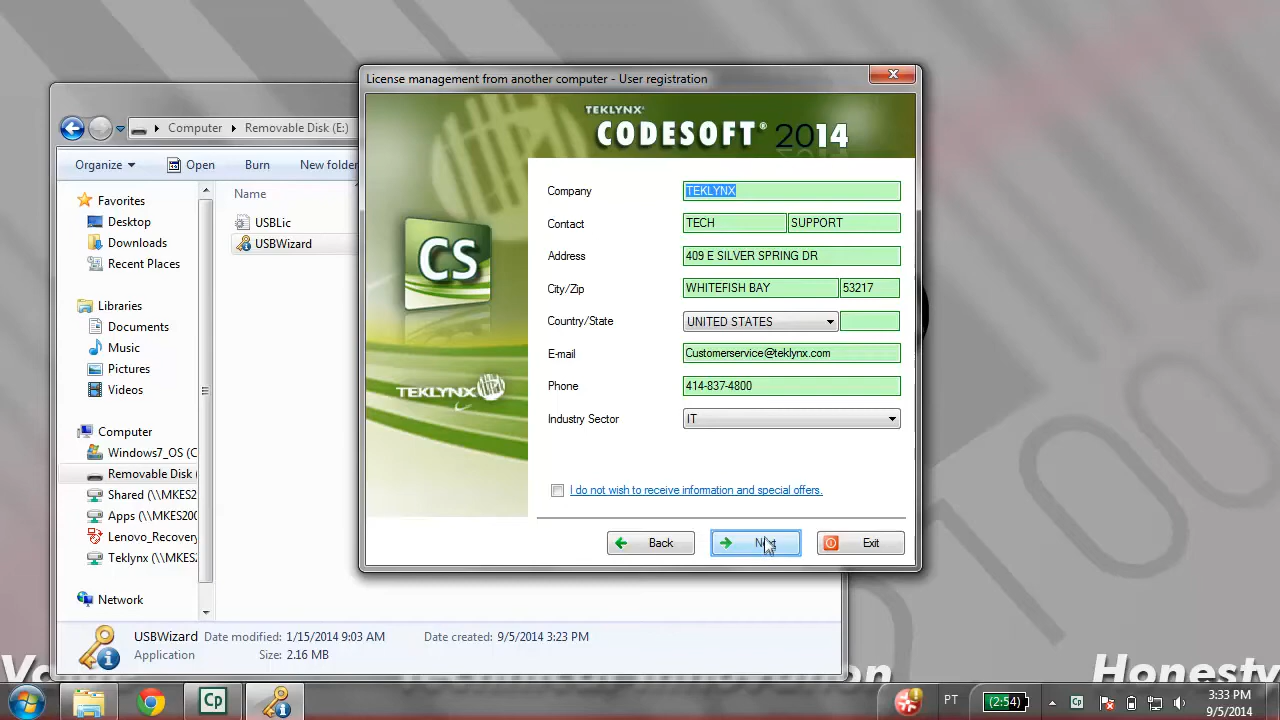 License management from another computer - User registration
Computer
Removable Disk (E:)
Organize
Open
Burn
New folder
Favorites
Desktop
Downloads
Recent Places
Libraries
Documents
Music
Pictures
Videos
Computer
Windows7_OS (C
Removable Disk (
Shared (\\MKES2
Apps (\\MKES200
Lenovo_Recovery
Teklynx (\\MKES2
Network
Name
USBLic
USBWizard
TEKLYNX
CODESOFT® 2014
CS
TEKLYNX
Company TEKLYNX
Contact TECH SUPPORT
Address 409 E SILVER SPRING DR
City/Zip WHITEFISH BAY 53217
Country/State UNITED STATES
E-mail Customerservice@teklynx.com
Phone 414-837-4800
Industry Sector IT
I do not wish to receive information and special offers.
Back Next Exit
USBWizard Date modified: 1/15/2014 9:03 AM Date created: 9/5/2014 3:23 PM
Application Size: 2.16 MB
Honesty
Cp
PT
(2:54)
Cp
3:33 PM
9/5/2014